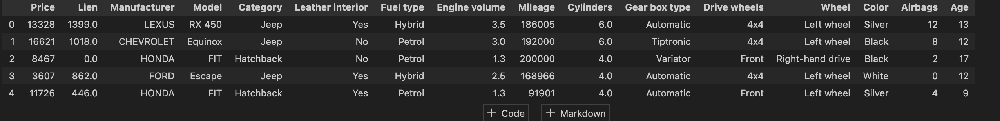 Price Lien Manufacturer Model Category Leather interior Fuel type Engine volume Mileage Cylinders Gear box type Drive wheels Wheel Color Airbags Age
0 13328 1399.0 LEXUS RX 450 Jeep Yes Hybrid 3.5 186005 6.0 Automatic 4x4 Left wheel Silver 12 13
1 16621 1018.0 CHEVROLET Equinox Jeep No Petrol 3.0 192000 6.0 Tiptronic 4x4 Left wheel Black 8 12
2 8467 0.0 HONDA FIT Hatchback No Petrol 1.3 200000 4.0 Variator Front Right-hand drive Black 2 17
3 3607 862.0 FORD Escape Jeep Yes Hybrid 2.5 168966 4.0 Automatic 4x4 Left wheel White 0 12
4 11726 446.0 HONDA FIT Hatchback Yes Petrol 1.3 91901 4.0 Automatic Front Left wheel Silver 4 9
+ Code + Markdown